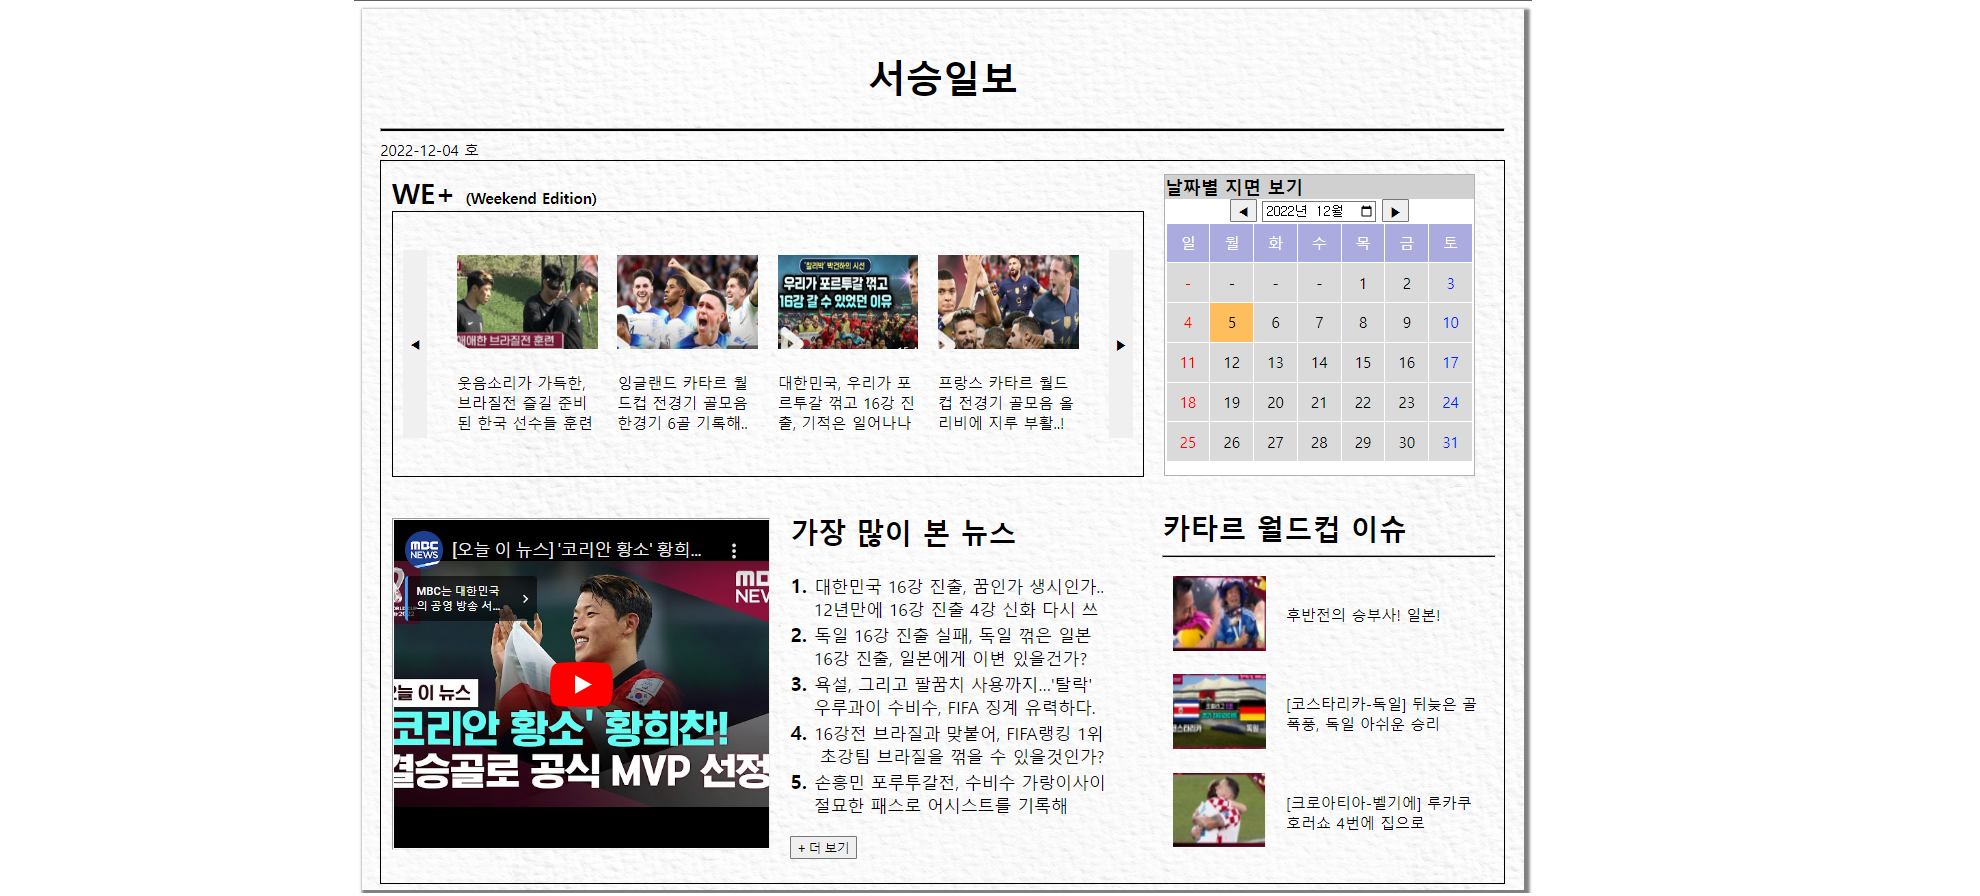 서승일보
2022-12-04 호
WE+ (Weekend Edition)
◀
애매한 브라질전 훈련
웃음소리가 가득한,
브라질전 즐길 준비
된 한국 선수들 훈련
잉글랜드 카타르 월
드컵 전경기 골모음
한경기 6골 기록해..
'찰리박' 박건하의 시선
우리가 포르투갈 꺾고
16강 갈 수 있었던 이유
대한민국, 우리가 포
르투갈 꺾고 16강 진
출, 기적은 일어나나
프랑스 카타르 월드
컵 전경기 골모음 올
리비에 지루 부활..!
▶
날짜별 지면 보기
◀ 2022년 12월 ▶
일 월 화 수 목 금 토
- - - - 1 2 3
4 5 6 7 8 9 10
11 12 13 14 15 16 17
18 19 20 21 22 23 24
25 26 27 28 29 30 31
MBC NEWS
[오늘 이 뉴스] '코리안 황소' 황희...
MBC는 대한민국
의 공영 방송 서...
오늘 이 뉴스
코리안 황소' 황희찬!
결승골로 공식 MVP 선정
가장 많이 본 뉴스
1. 대한민국 16강 진출, 꿈인가 생시인가..
12년만에 16강 진출 4강 신화 다시 쓰
2. 독일 16강 진출 실패, 독일 꺾은 일본
16강 진출, 일본에게 이변 있을건가?
3. 욕설, 그리고 팔꿈치 사용까지...'탈락'
우루과이 수비수, FIFA 징계 유력하다.
4. 16강전 브라질과 맞붙어, FIFA랭킹 1위
초강팀 브라질을 꺾을 수 있을것인가?
5. 손흥민 포루투갈전, 수비수 가랑이사이
절묘한 패스로 어시스트를 기록해
+ 더 보기
카타르 월드컵 이슈
후반전의 승부사! 일본!
[코스타리카-독일] 뒤늦은 골
폭풍, 독일 아쉬운 승리
[크로아티아-벨기에] 루카쿠
호러쇼 4번에 집으로